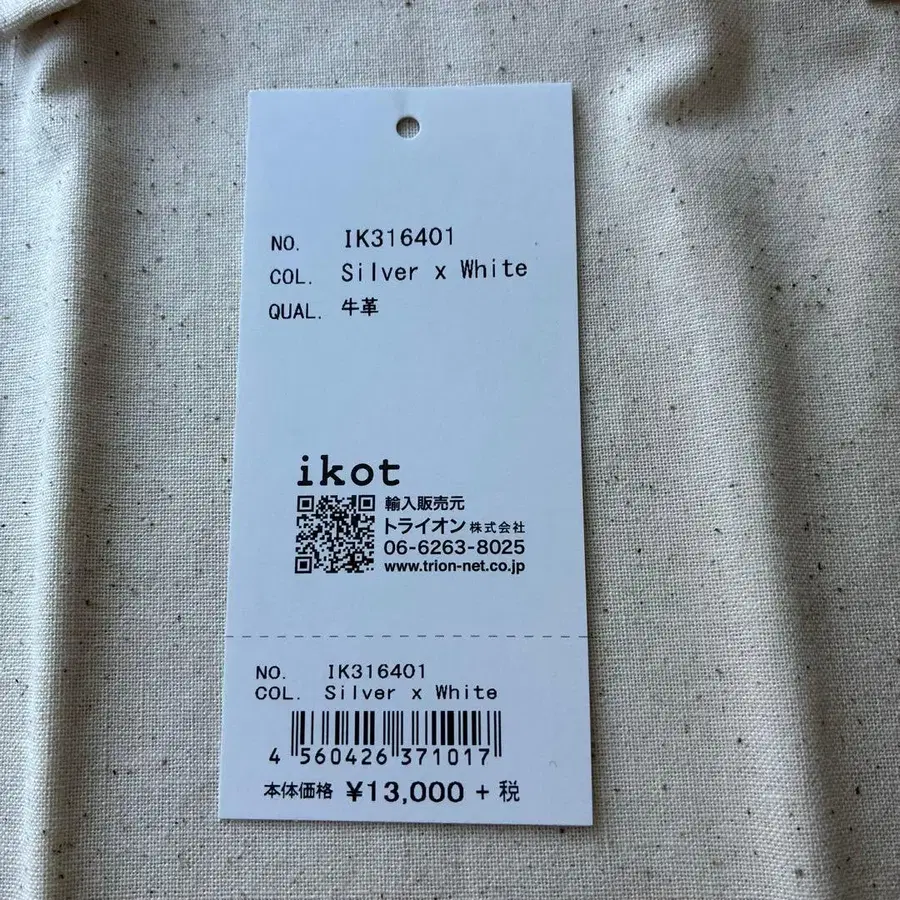 NO. IK316401
COL. Silver x White
QUAL. 牛革
ikot
輸入販売元
トライオン株式会社
06-6263-8025
www.trion-net.co.jp
NO. IK316401
COL. Silver x White
4 560426 371017
本体価格 ¥13,000 + 税